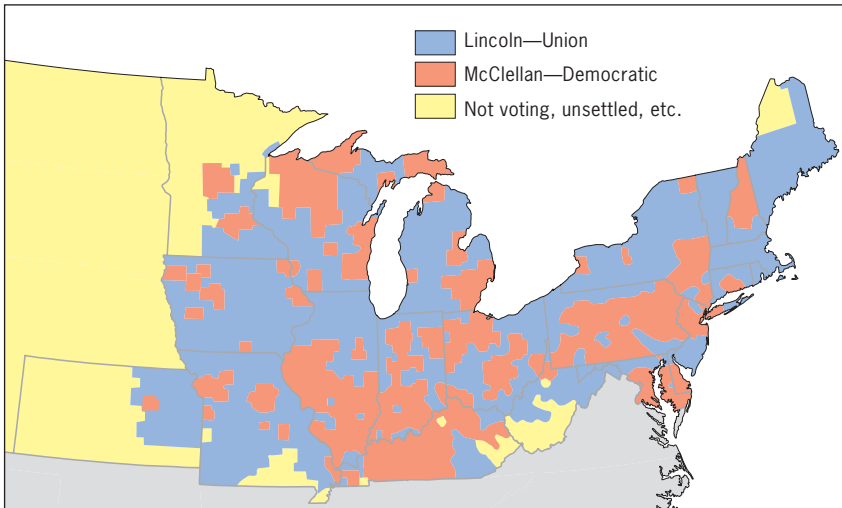 Lincoln—Union
McClellan—Democratic
Not voting, unsettled, etc.